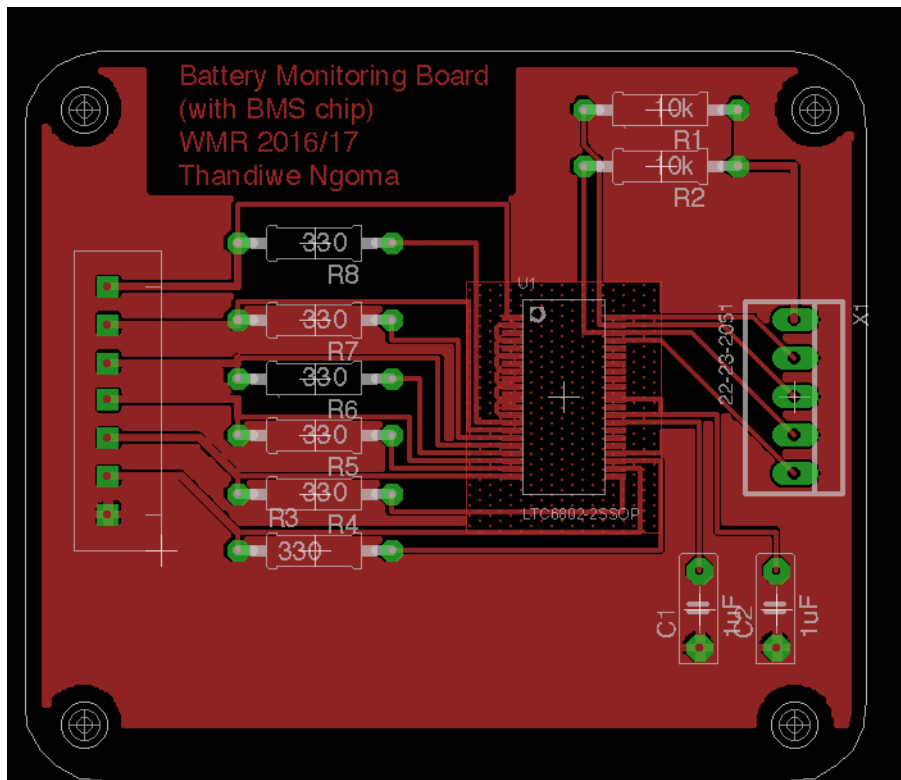 Battery Monitoring Board
(with BMS chip)
WMR 2016/17
Thandiwe Ngoma
10k
R1
10k
R2
330
R8
U1
330
R7
330
R6
330
R5
330
R3
R4
330
LTC6802-2SSOP
X1
22-23-2051
C1
1uF
C2
1uF